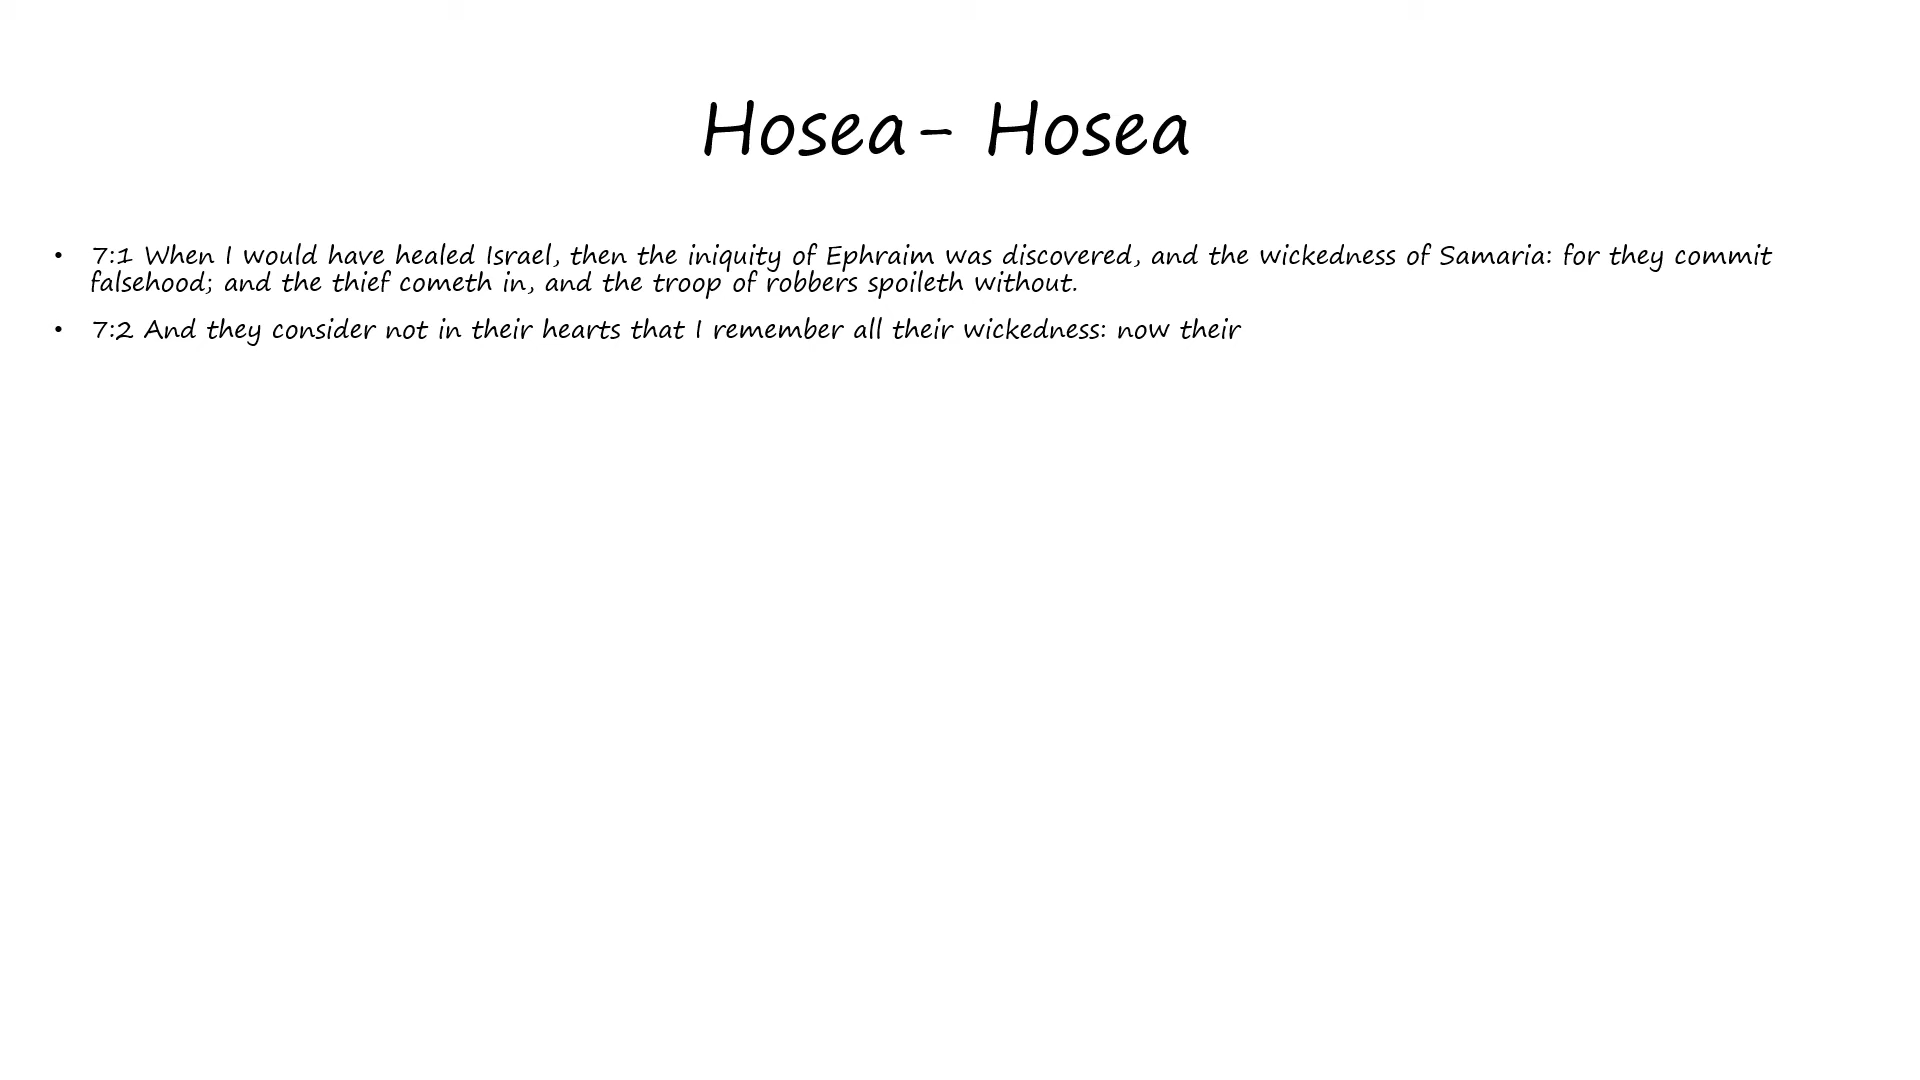 Hosea- Hosea
• 7:1 When I would have healed Israel, then the iniquity of Ephraim was discovered, and the wickedness of Samaria: for they commit
falsehood; and the thief cometh in, and the troop of robbers spoileth without.
• 7:2 And they consider not in their hearts that I remember all their wickedness: now their